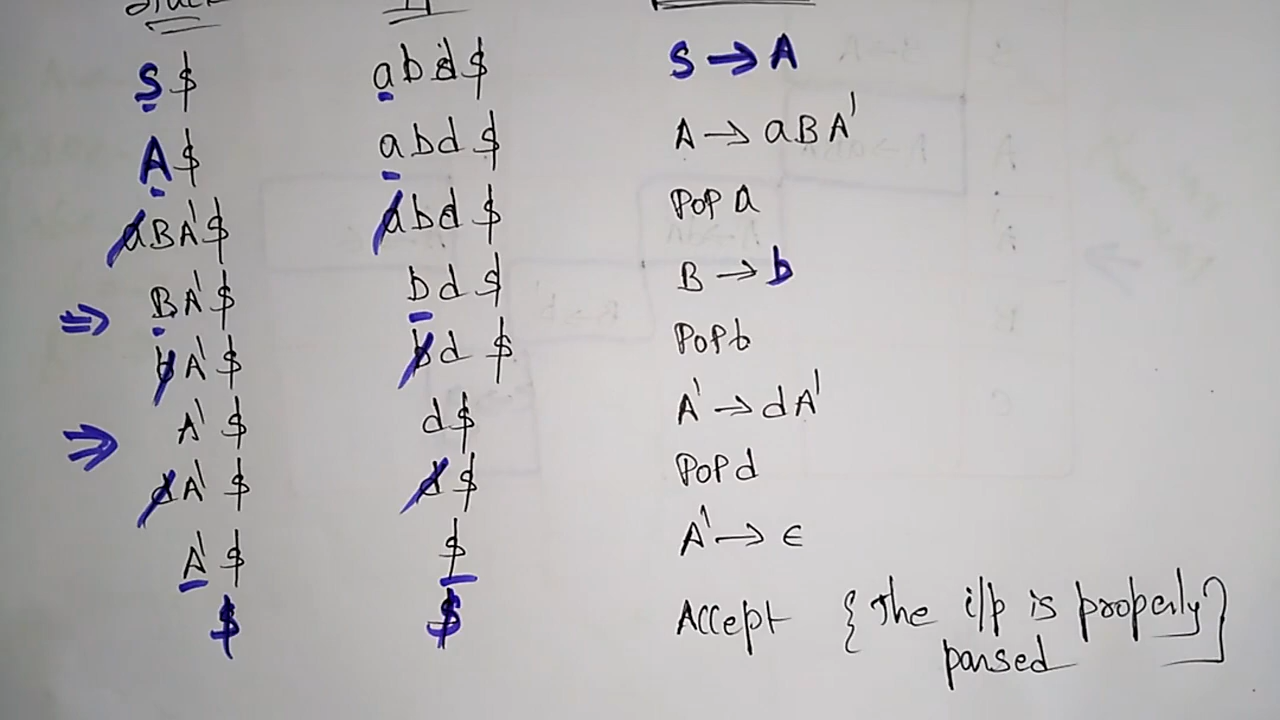 Stack
S$ abd$ S → A
A$ abd$ A → aBA'
aBA'$ abd$ POP a
⇒ BA'$ bd$ B → b
bA'$ bd$ POP b
⇒ A'$ d$ A' → dA'
dA'$ d$ POP d
A'$ $ A' → ϵ
$ $ Accept { The i/p is properly
parsed }